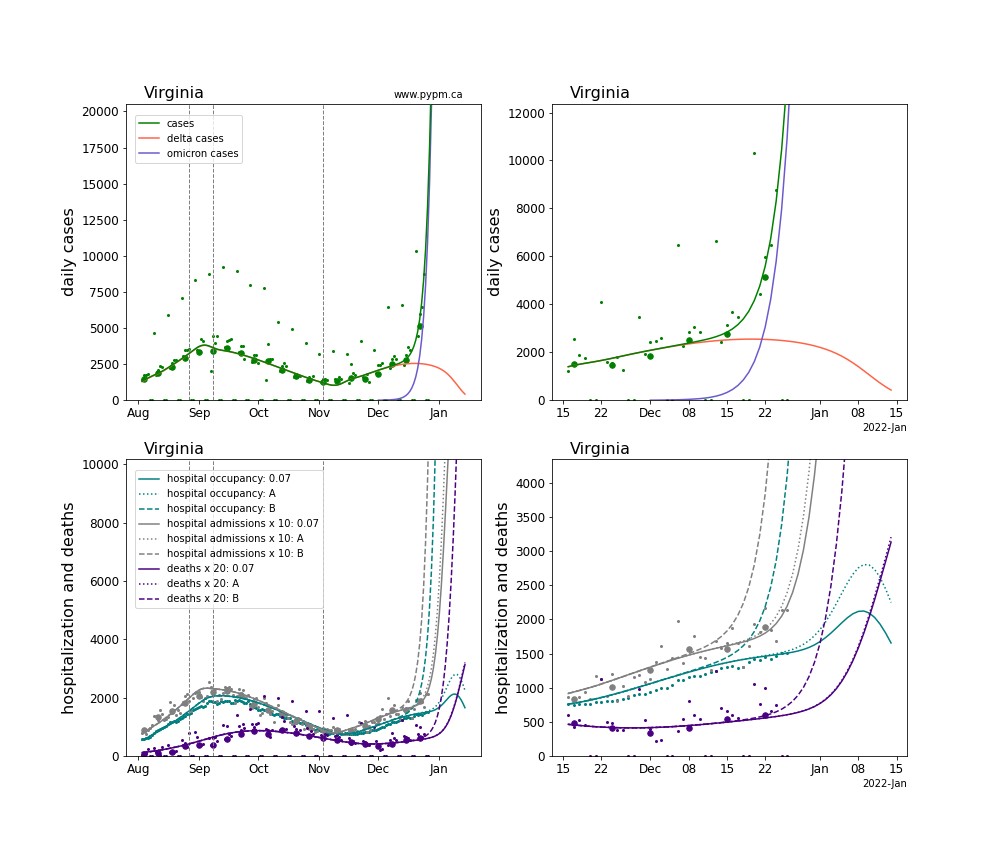 Virginia
www.pypm.ca
20000
17500
15000
12500
10000
7500
5000
2500
0
daily cases
cases
delta cases
omicron cases
Aug Sep Oct Nov Dec Jan
Virginia
12000
10000
8000
6000
4000
2000
0
daily cases
15 22 Dec 08 15 22 Jan 08 15
2022-Jan
Virginia
10000
8000
6000
4000
2000
0
hospitalization and deaths
hospital occupancy: 0.07
hospital occupancy: A
hospital occupancy: B
hospital admissions x 10: 0.07
hospital admissions x 10: A
hospital admissions x 10: B
deaths x 20: 0.07
deaths x 20: A
deaths x 20: B
Aug Sep Oct Nov Dec Jan
Virginia
4000
3500
3000
2500
2000
1500
1000
500
0
hospitalization and deaths
15 22 Dec 08 15 22 Jan 08 15
2022-Jan